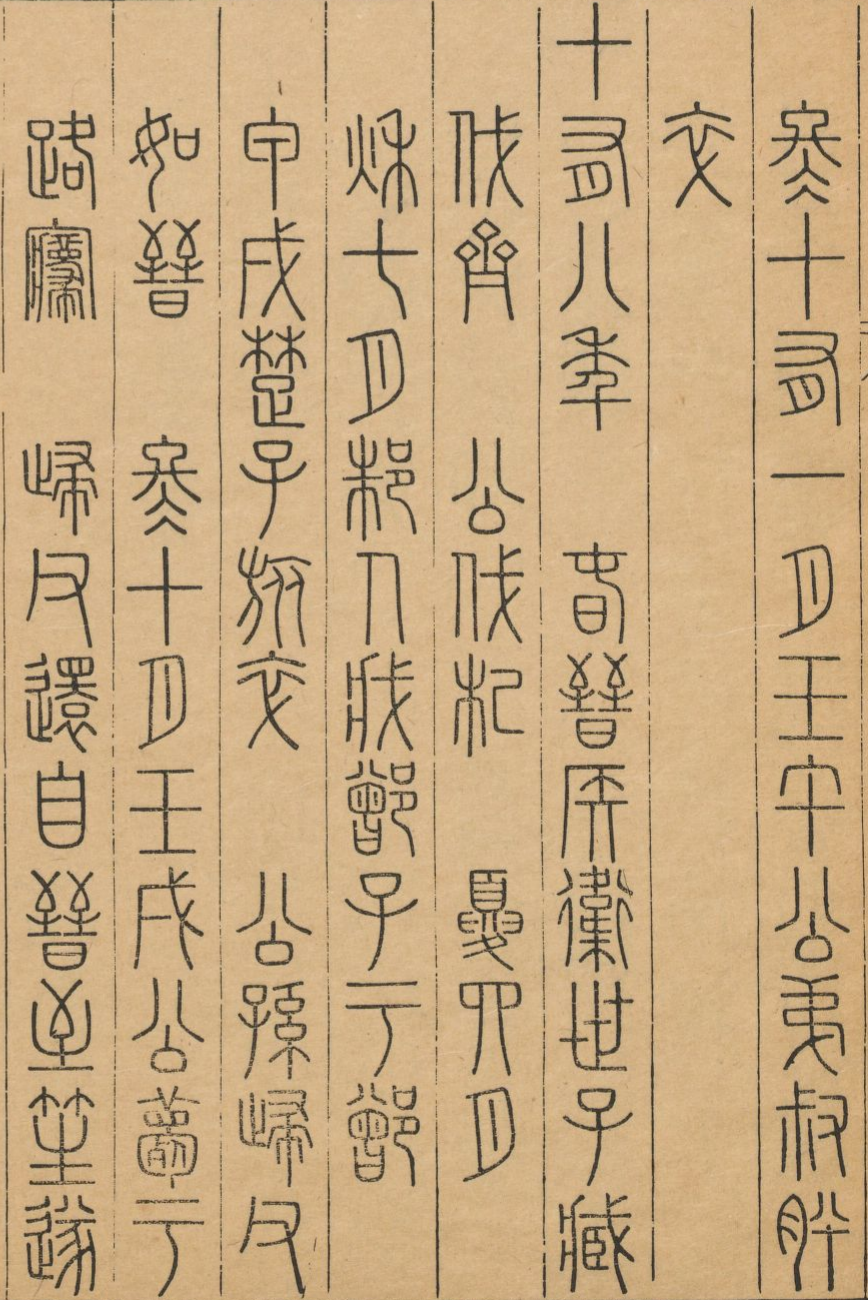 冬十有一月壬午公弟叔肸
卒
十有八年 春晉侯衛世子臧
伐齊 公伐杞 夏四月
秋七月邾人戕鄫子于鄫
甲戌楚子旅卒 公孫歸父
如晉 冬十月壬戌公薨于
路寢 歸父還自晉至笙遂